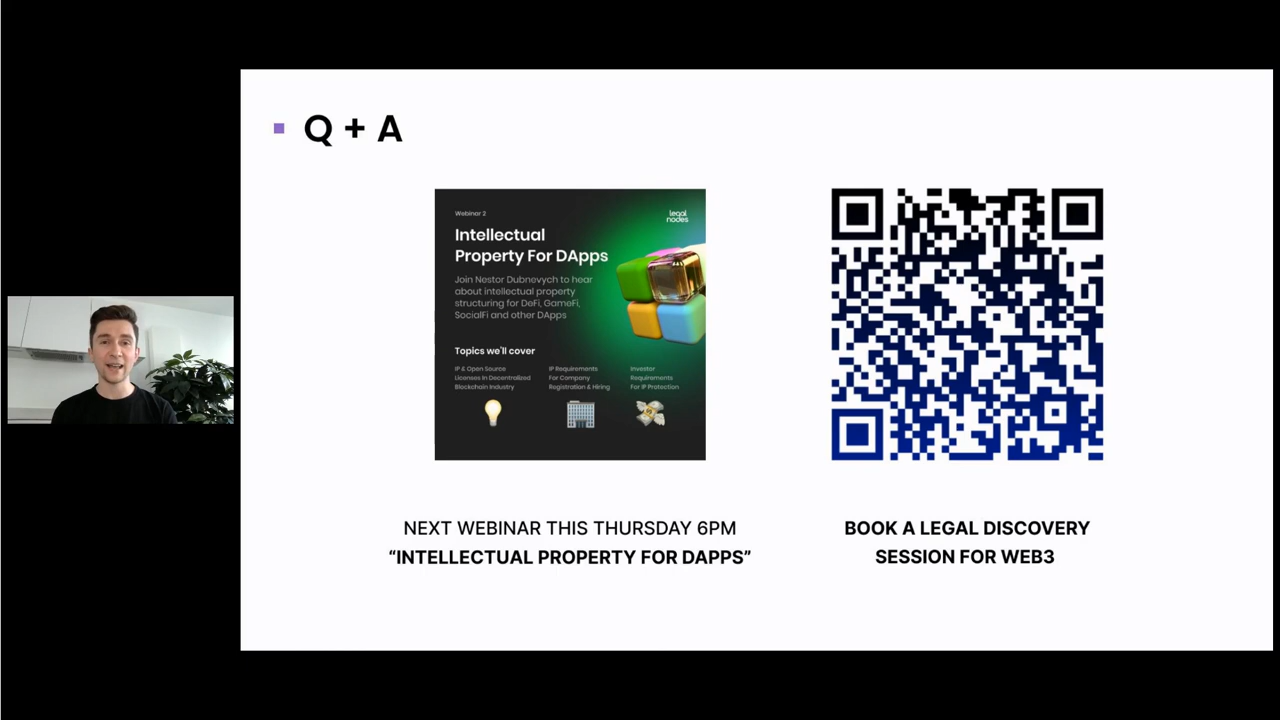 Q + A
Webinar 2
legal
nodes
Intellectual
Property For DApps
Join Nestor Dubnevych to hear
about intellectual property
structuring for DeFi, GameFi,
SocialFi and other DApps
Topics we'll cover
IP & Open Source
Licenses In Decentralized
Blockchain Industry
IP Requirements
For Company
Registration & Hiring
Investor
Requirements
For IP Protection
NEXT WEBINAR THIS THURSDAY 6PM
“INTELLECTUAL PROPERTY FOR DAPPS”
BOOK A LEGAL DISCOVERY
SESSION FOR WEB3